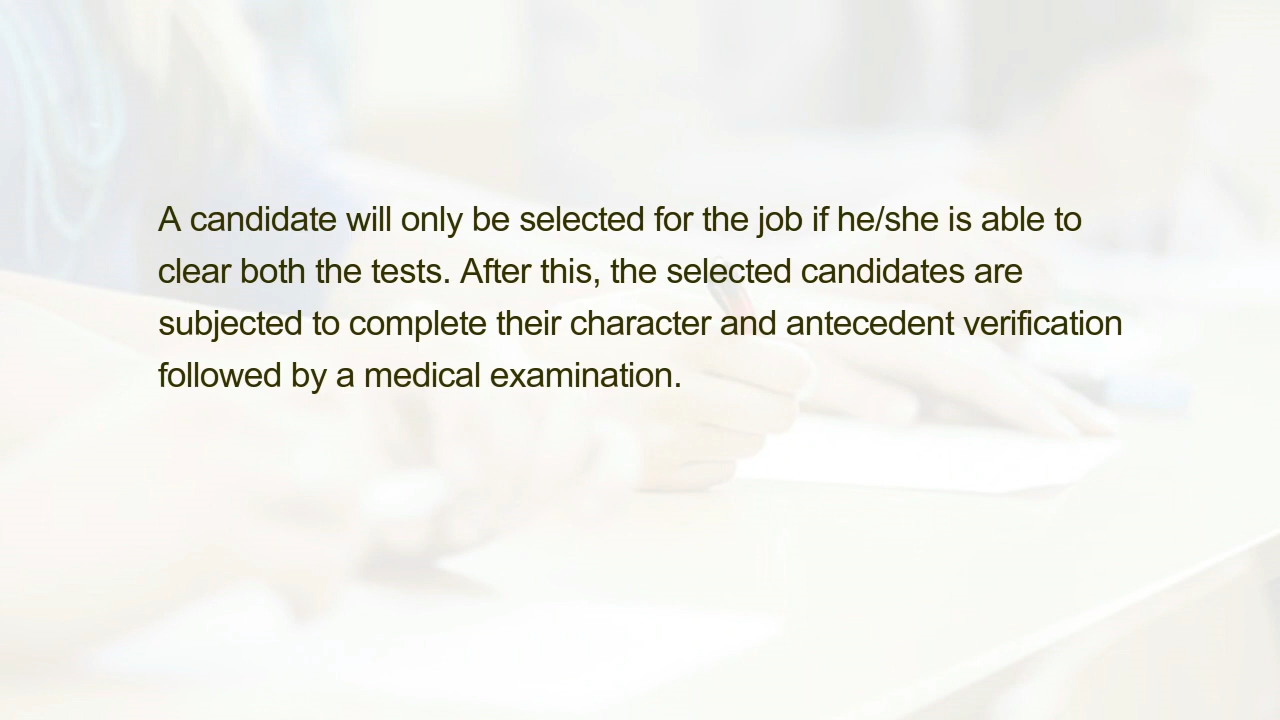 A candidate will only be selected for the job if he/she is able to
clear both the tests. After this, the selected candidates are
subjected to complete their character and antecedent verification
followed by a medical examination.